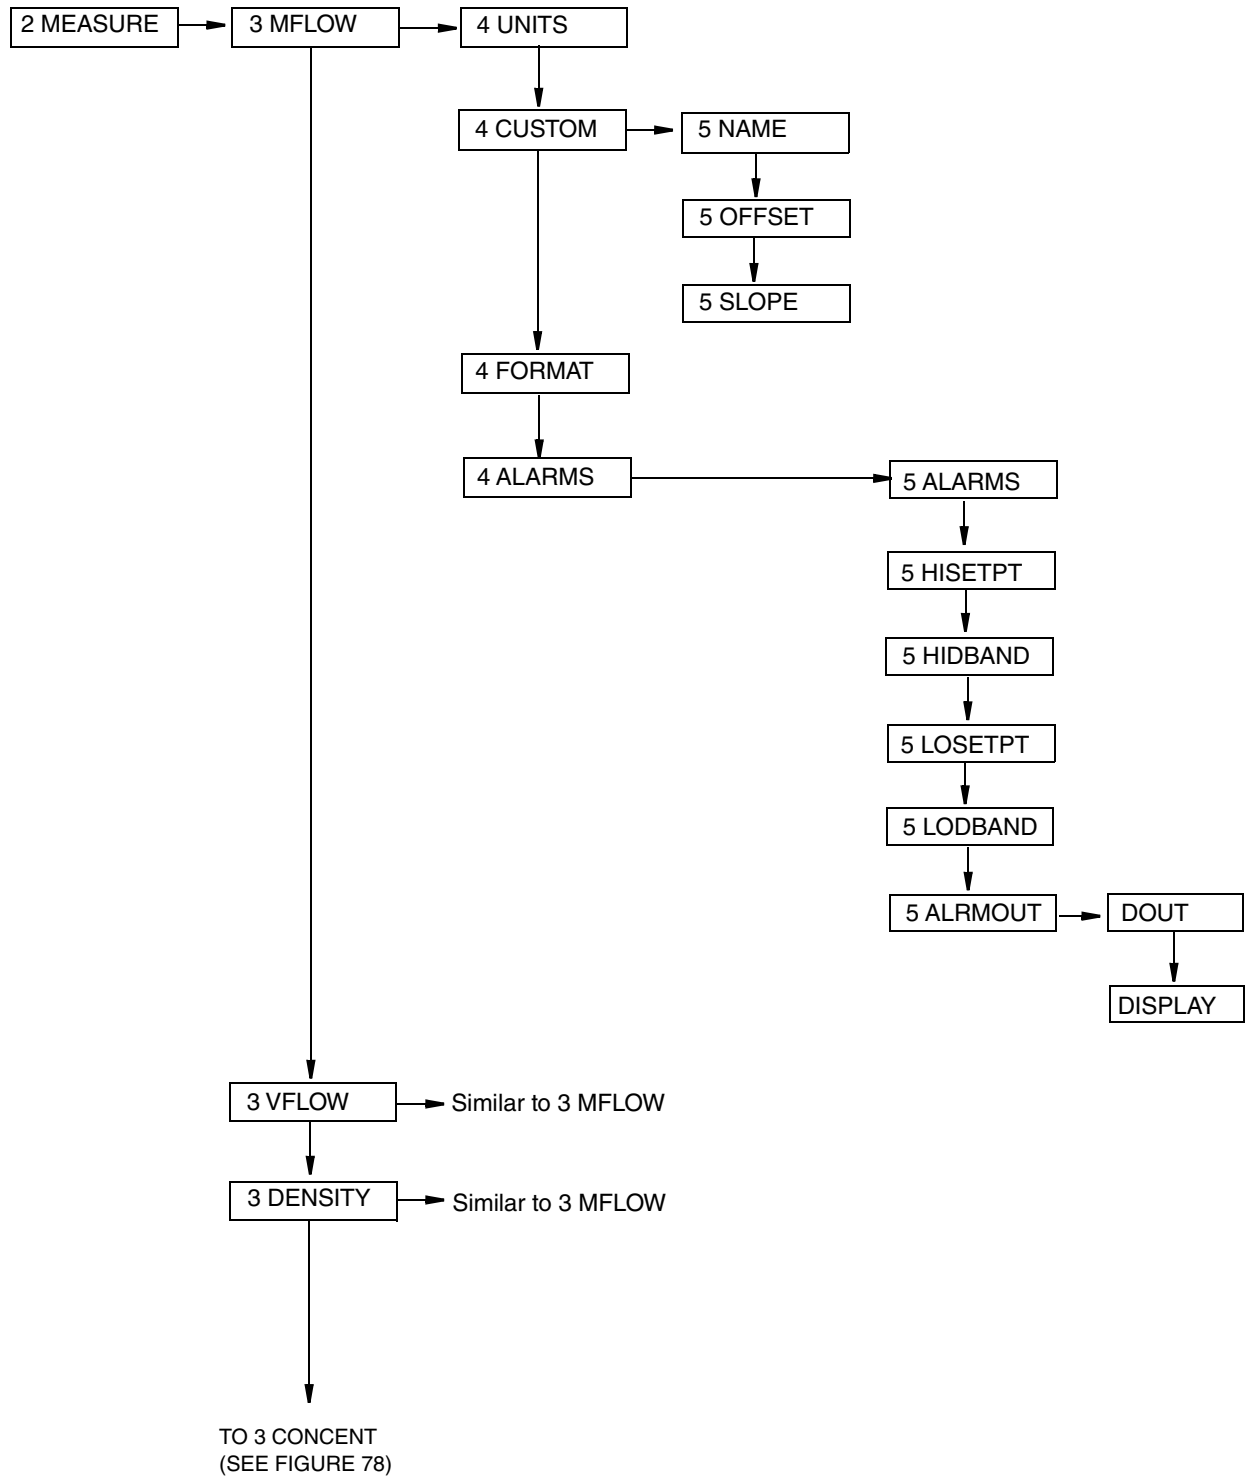 2 MEASURE
3 MFLOW
4 UNITS
4 CUSTOM
5 NAME
5 OFFSET
5 SLOPE
4 FORMAT
4 ALARMS
5 ALARMS
5 HISETPT
5 HIDBAND
5 LOSETPT
5 LODBAND
5 ALRMOUT
DOUT
DISPLAY
3 VFLOW
Similar to 3 MFLOW
3 DENSITY
Similar to 3 MFLOW
TO 3 CONCENT
(SEE FIGURE 78)